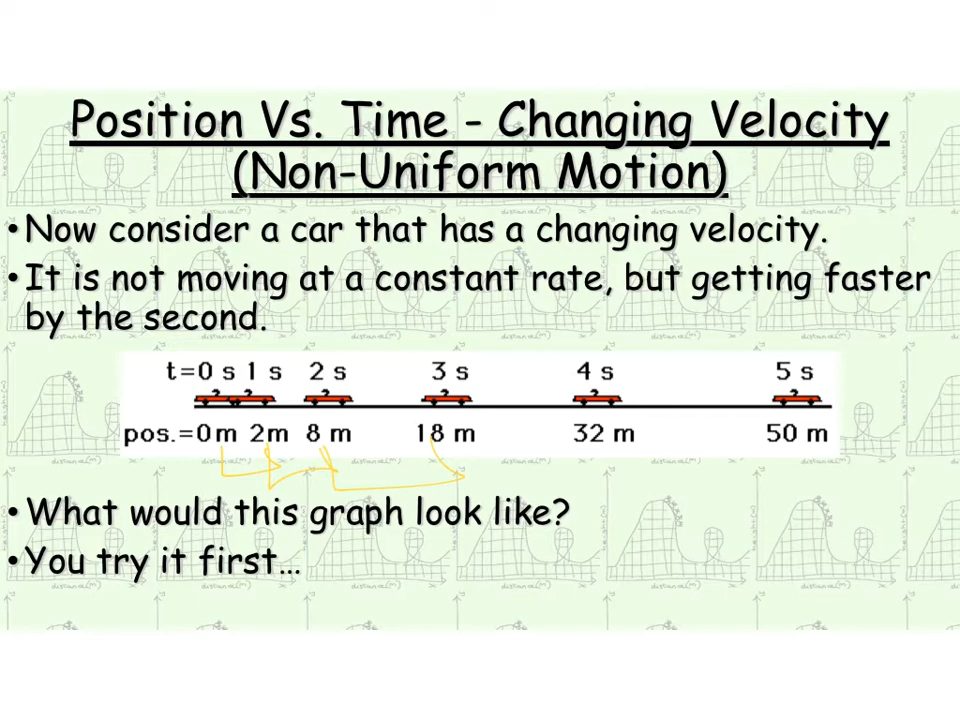 Position Vs. Time - Changing Velocity
(Non-Uniform Motion)
• Now consider a car that has a changing velocity.
• It is not moving at a constant rate, but getting faster
by the second.
t=0 s 1 s 2 s 3 s 4 s 5 s
pos.=0m 2m 8 m 18 m 32 m 50 m
• What would this graph look like?
• You try it first…